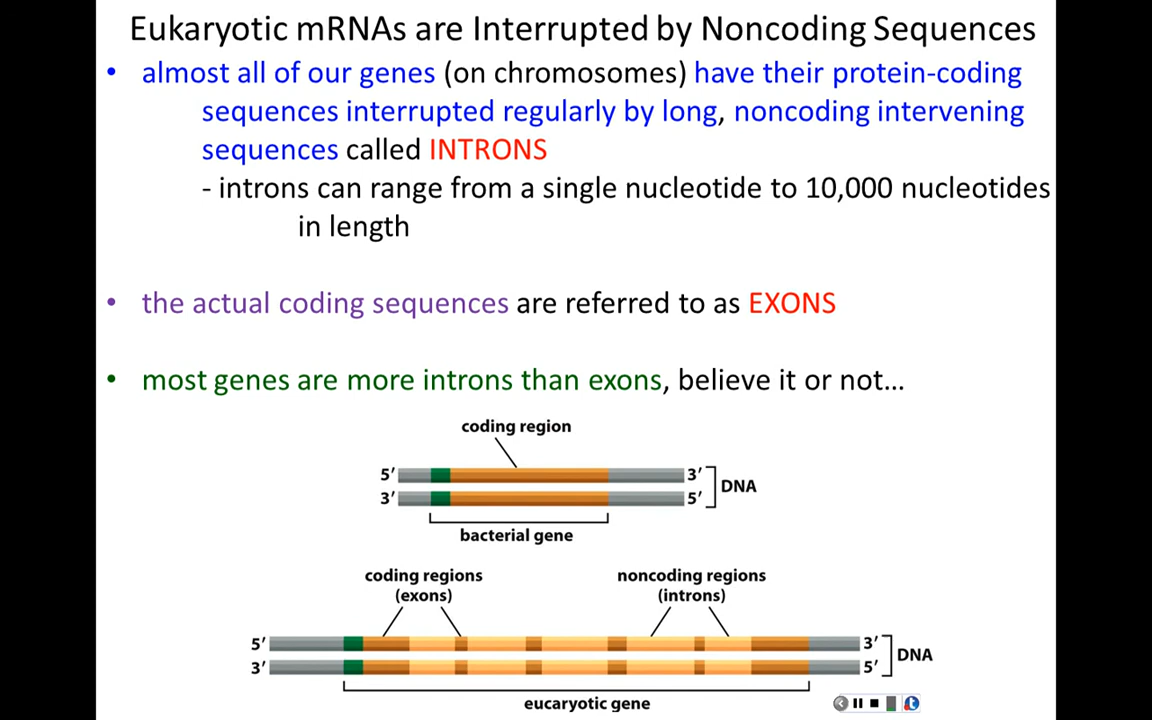 Eukaryotic mRNAs are Interrupted by Noncoding Sequences
• almost all of our genes (on chromosomes) have their protein-coding
sequences interrupted regularly by long, noncoding intervening
sequences called INTRONS
- introns can range from a single nucleotide to 10,000 nucleotides
in length
• the actual coding sequences are referred to as EXONS
• most genes are more introns than exons, believe it or not...
coding region
5′ 3′
3′ 5′
DNA
bacterial gene
coding regions
(exons)
noncoding regions
(introns)
5′ 3′
3′ 5′
DNA
eucaryotic gene